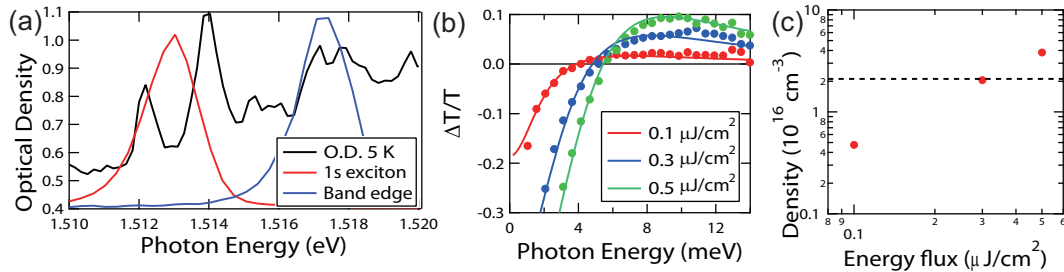 (a)
Optical Density
1.1
1.0
0.9
0.8
0.7
0.6
0.5
0.4
O.D. 5 K
1s exciton
Band edge
1.510
1.512
1.514
1.516
1.518
1.520
Photon Energy (eV)
(b)
ΔT/T
0.1
0.0
-0.1
-0.2
-0.3
0.1 μJ/cm²
0.3 μJ/cm²
0.5 μJ/cm²
0
4
8
12
Photon Energy (meV)
(c)
Density (10¹⁶ cm⁻³)
10
8
6
4
2
1
8
6
4
2
0.1
8
9
0.1
2
3
4
5
6
Energy flux (μJ/cm²)